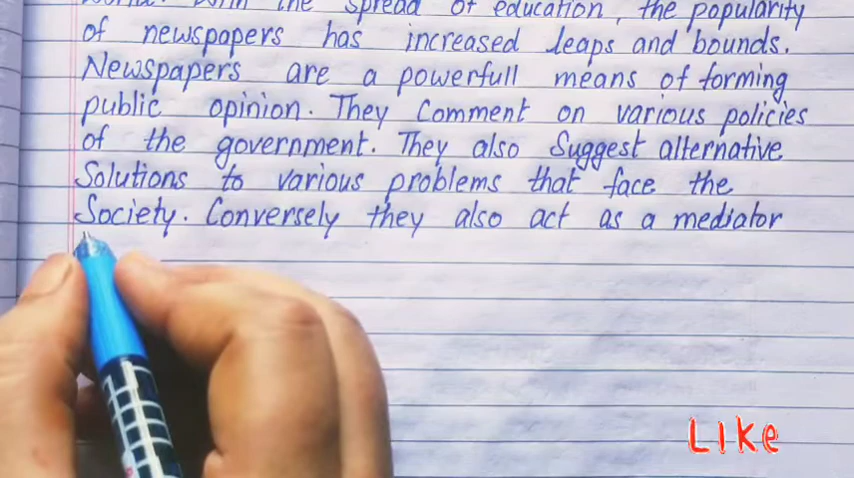 With the spread of education, the popularity
of newspapers has increased leaps and bounds.
Newspapers are a powerfull means of forming
public opinion. They Comment on various policies
of the government. They also Suggest alternative
Solutions to various problems that face the
Society. Conversely they also act as a mediator
LIKe